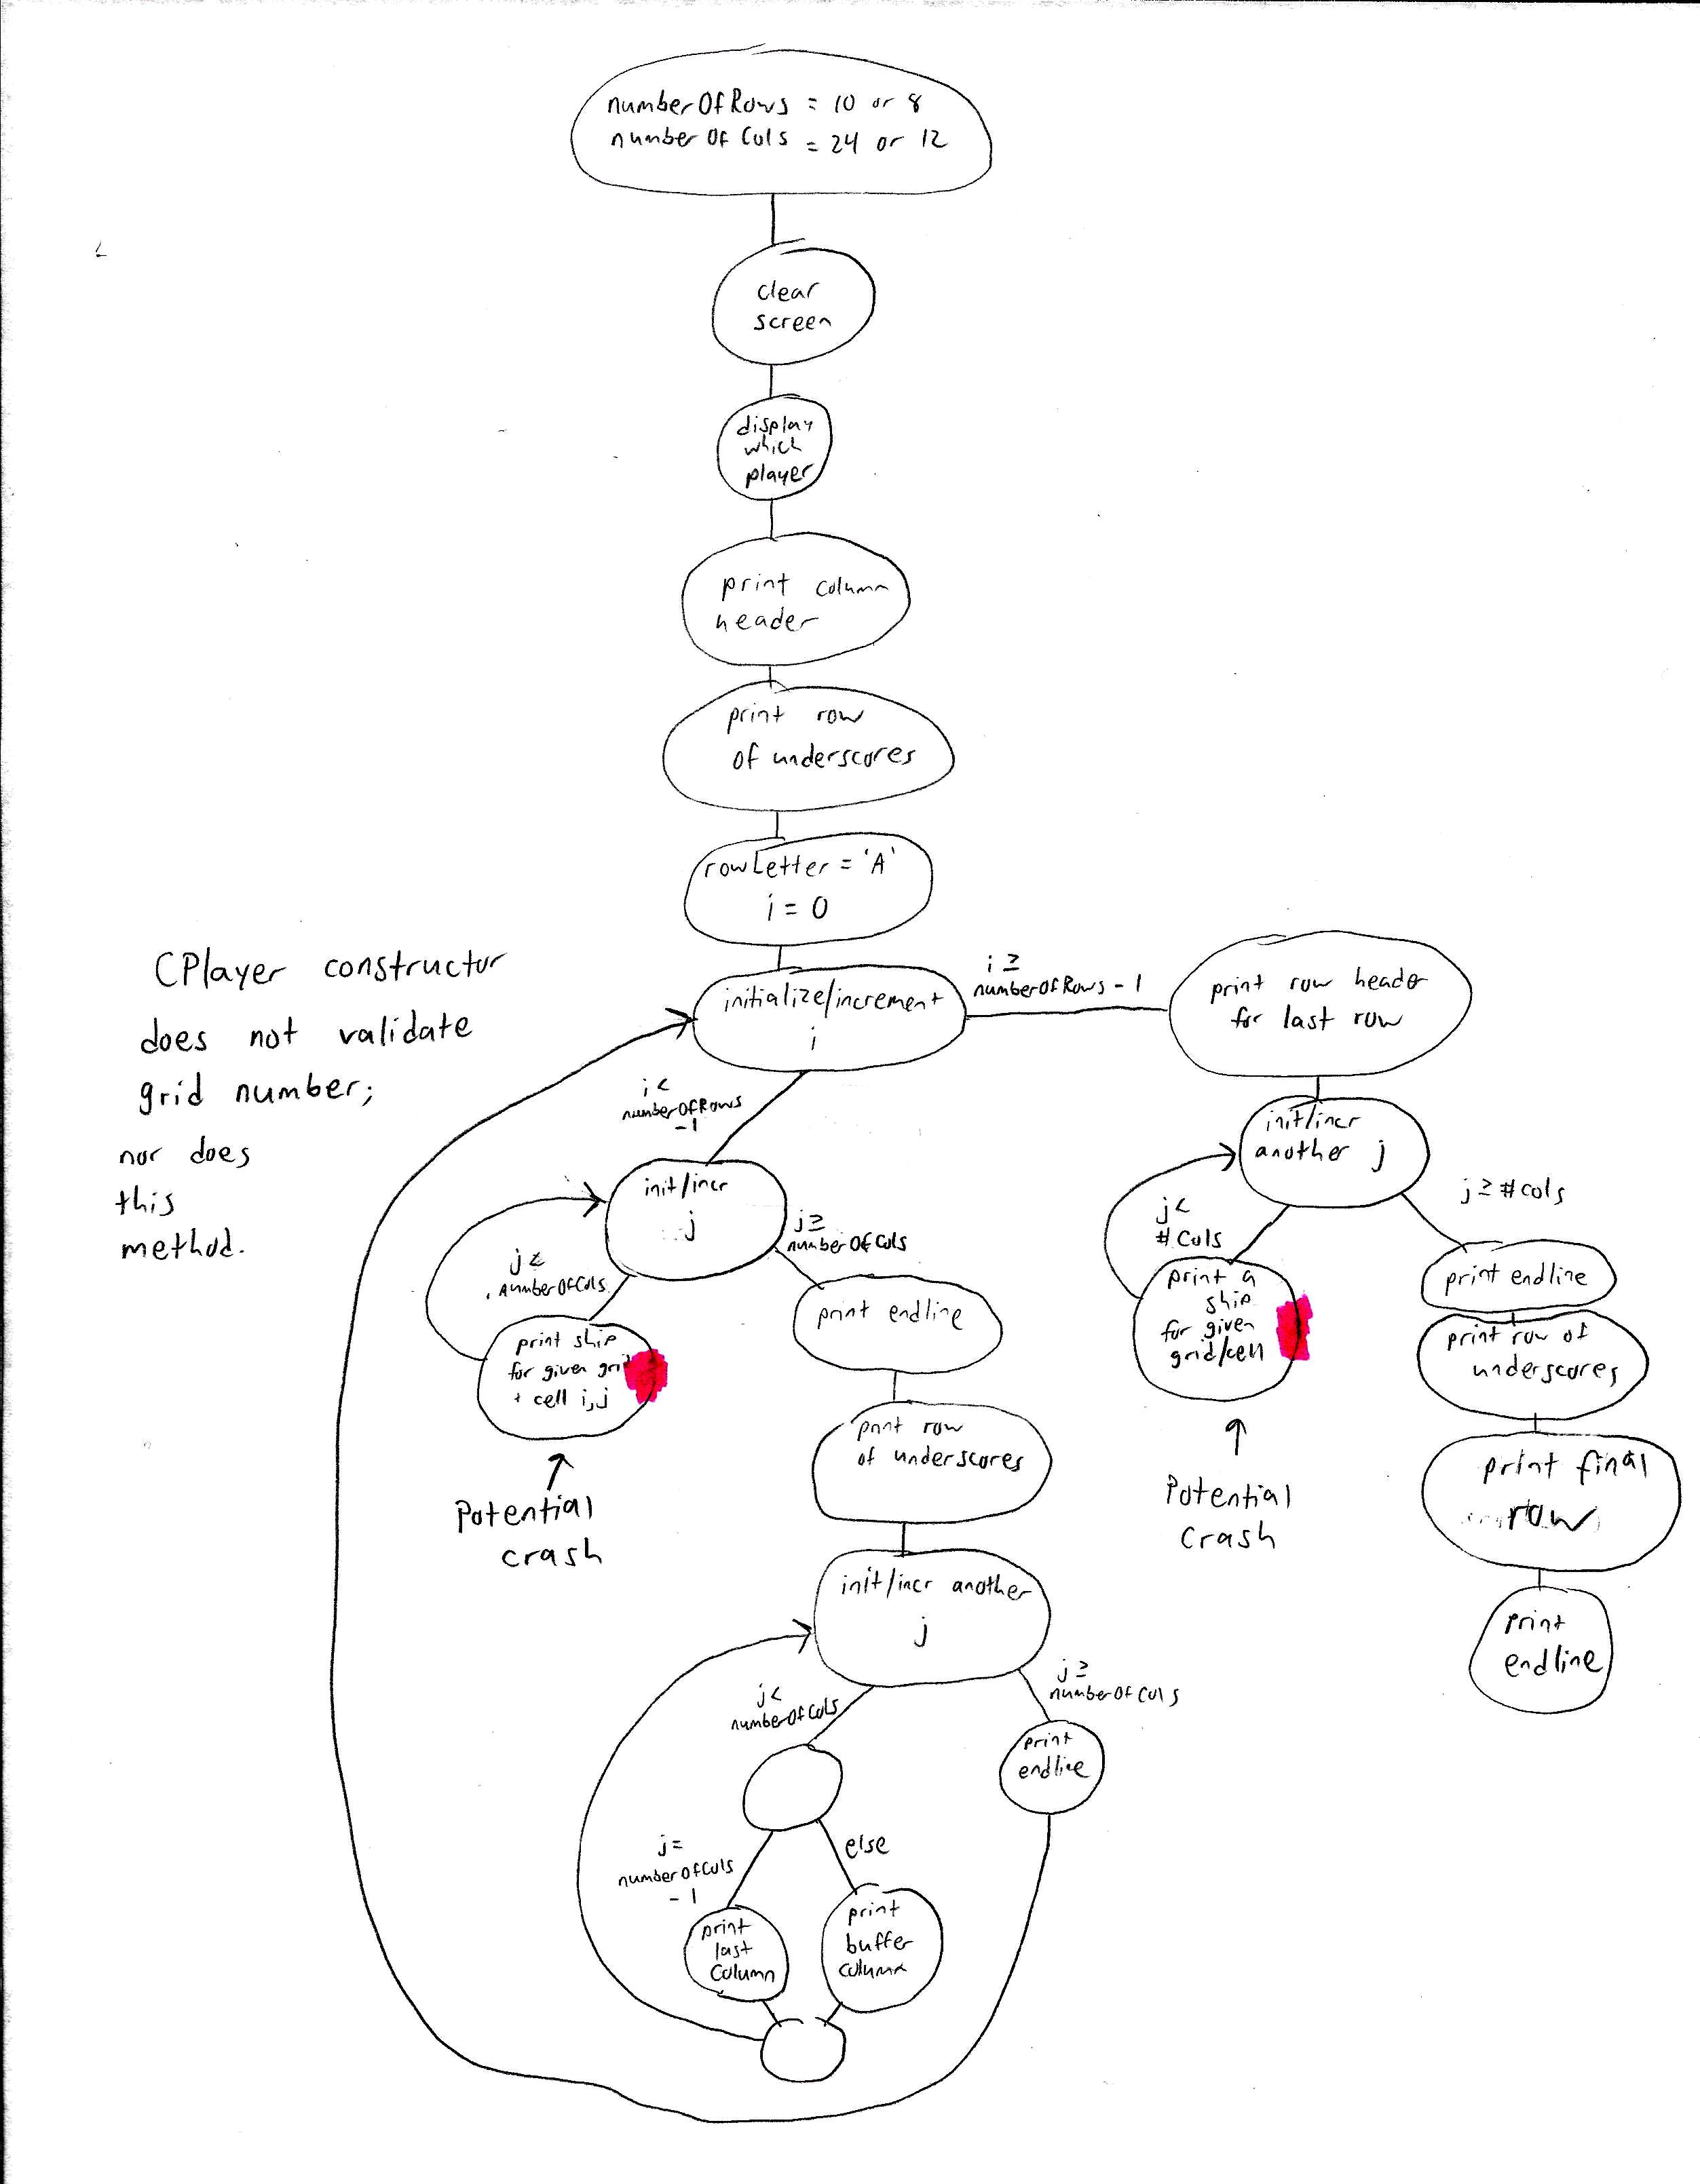 numberOfRows = 10 or 8
numberOfCols = 24 or 12
clear
screen
display
which
player
print column
header
print row
of underscores
rowLetter = 'A'
i = 0
initialize/increment
i
i ≥
numberOfRows - 1
print row header
for last row
CPlayer constructor
does not validate
grid number;
nor does
this
method.
i <
numberOfRows
- 1
init/incr
j
j <
numberOfCols
print ship
for given grid
+ cell i,j
Potential
crash
j ≥
numberOfCols
print endline
print row
of underscores
init/incr another
j
j <
numberOfCols
j =
numberOfCols
- 1
else
print
last
column
print
buffer
column
j ≥
numberOfCols
print
endline
init/incr
another j
j <
# cols
print a
ship
for given
grid/cell
Potential
crash
j ≥ # cols
print endline
print row of
underscores
print final
row
print
endline